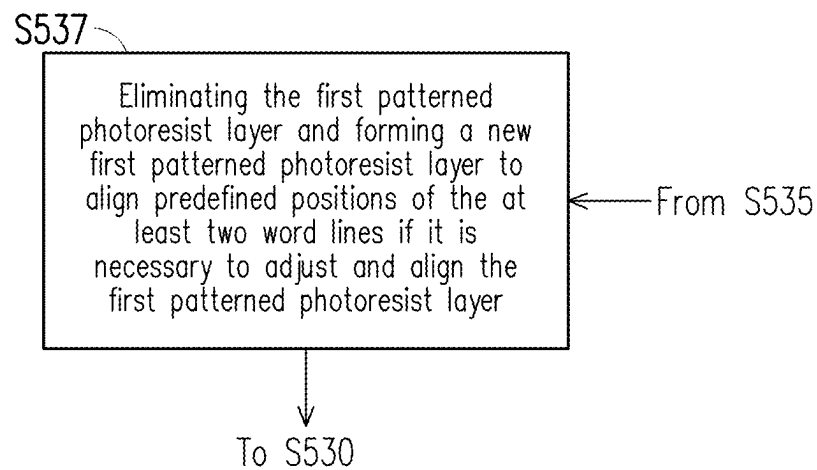 S537
Eliminating the first patterned
photoresist layer and forming a new
first patterned photoresist layer to
align predefined positions of the at
least two word lines if it is
necessary to adjust and align the
first patterned photoresist layer
From S535
To S530